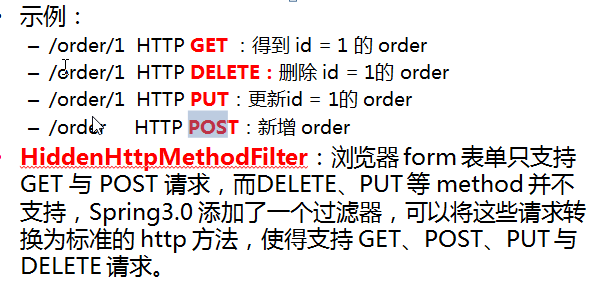 • 示例：
– /order/1 HTTP GET ：得到 id = 1 的 order
– /order/1 HTTP DELETE：删除 id = 1的 order
– /order/1 HTTP PUT：更新id = 1的 order
– /order HTTP POST：新增 order
• HiddenHttpMethodFilter：浏览器 form 表单只支持
GET 与 POST 请求，而DELETE、PUT 等 method 并不
支持，Spring3.0 添加了一个过滤器，可以将这些请求转
换为标准的 http 方法，使得支持 GET、POST、PUT 与
DELETE 请求。